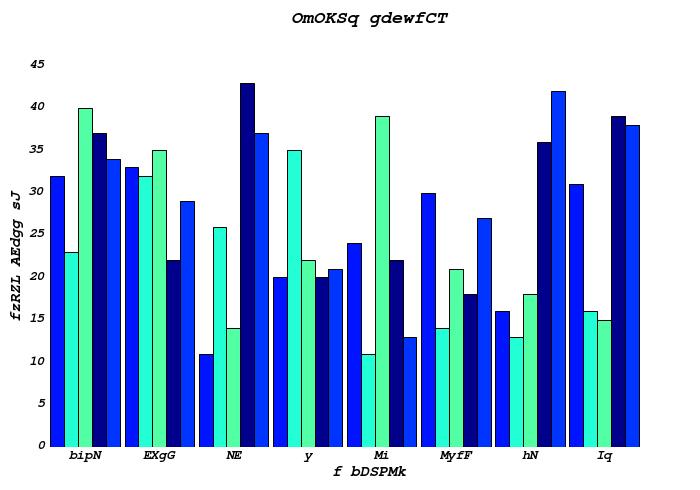 OmOKSq gdewfCT
45
40
35
30
25
20
15
10
5
0
fzRZL AEdgg sJ
bipN EXgG NE y Mi MyfF hN Iq
f bDSPMk